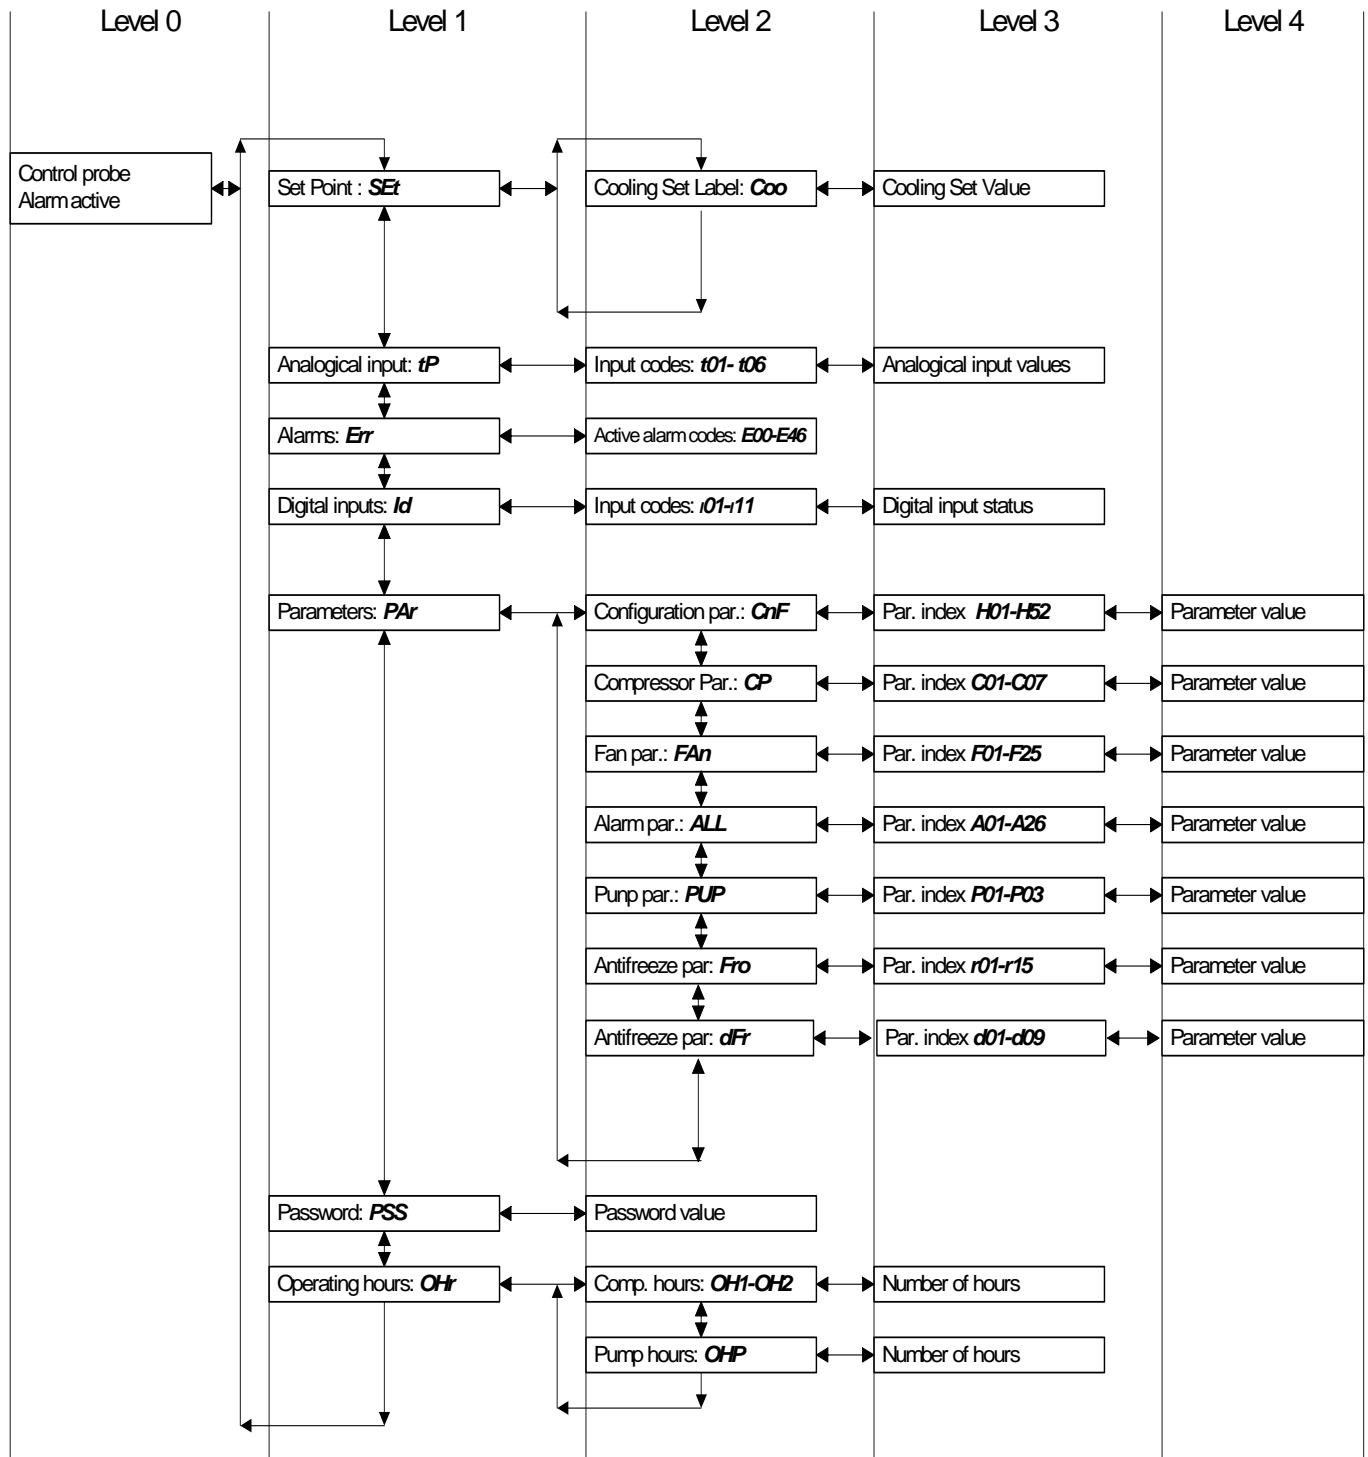 Level 0
Level 1
Level 2
Level 3
Level 4
Control probe
Alarm active
Set Point : SEt
Cooling Set Label: Coo
Cooling Set Value
Analogical input: tP
Input codes: t01- t06
Analogical input values
Alarms: Err
Active alarm codes: E00-E46
Digital inputs: Id
Input codes: ı01-ı11
Digital input status
Parameters: PAr
Configuration par.: CnF
Par. index H01-H52
Parameter value
Compressor Par.: CP
Par. index C01-C07
Parameter value
Fan par.: FAn
Par. index F01-F25
Parameter value
Alarm par.: ALL
Par. index A01-A26
Parameter value
Punp par.: PUP
Par. index P01-P03
Parameter value
Antifreeze par: Fro
Par. index r01-r15
Parameter value
Antifreeze par: dFr
Par. index d01-d09
Parameter value
Password: PSS
Password value
Operating hours: OHr
Comp. hours: OH1-OH2
Number of hours
Pump hours: OHP
Number of hours